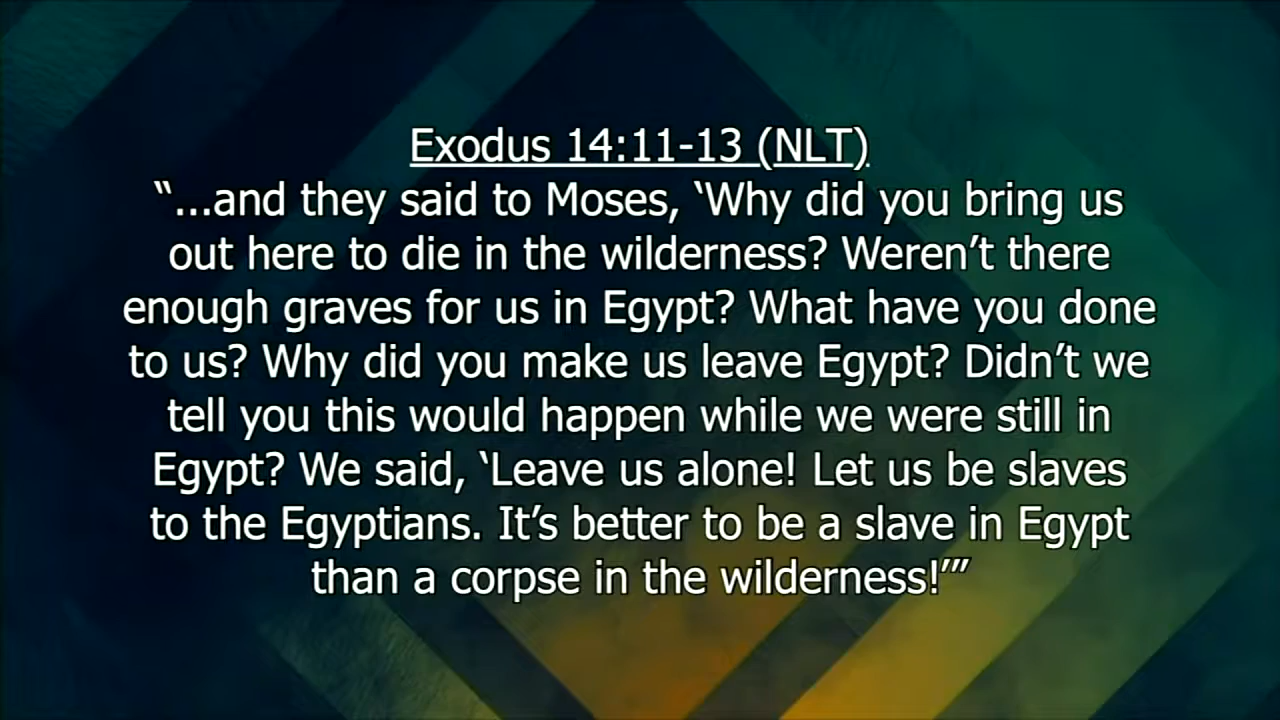 Exodus 14:11-13 (NLT)
“...and they said to Moses, ‘Why did you bring us
out here to die in the wilderness? Weren’t there
enough graves for us in Egypt? What have you done
to us? Why did you make us leave Egypt? Didn’t we
tell you this would happen while we were still in
Egypt? We said, ‘Leave us alone! Let us be slaves
to the Egyptians. It’s better to be a slave in Egypt
than a corpse in the wilderness!’”